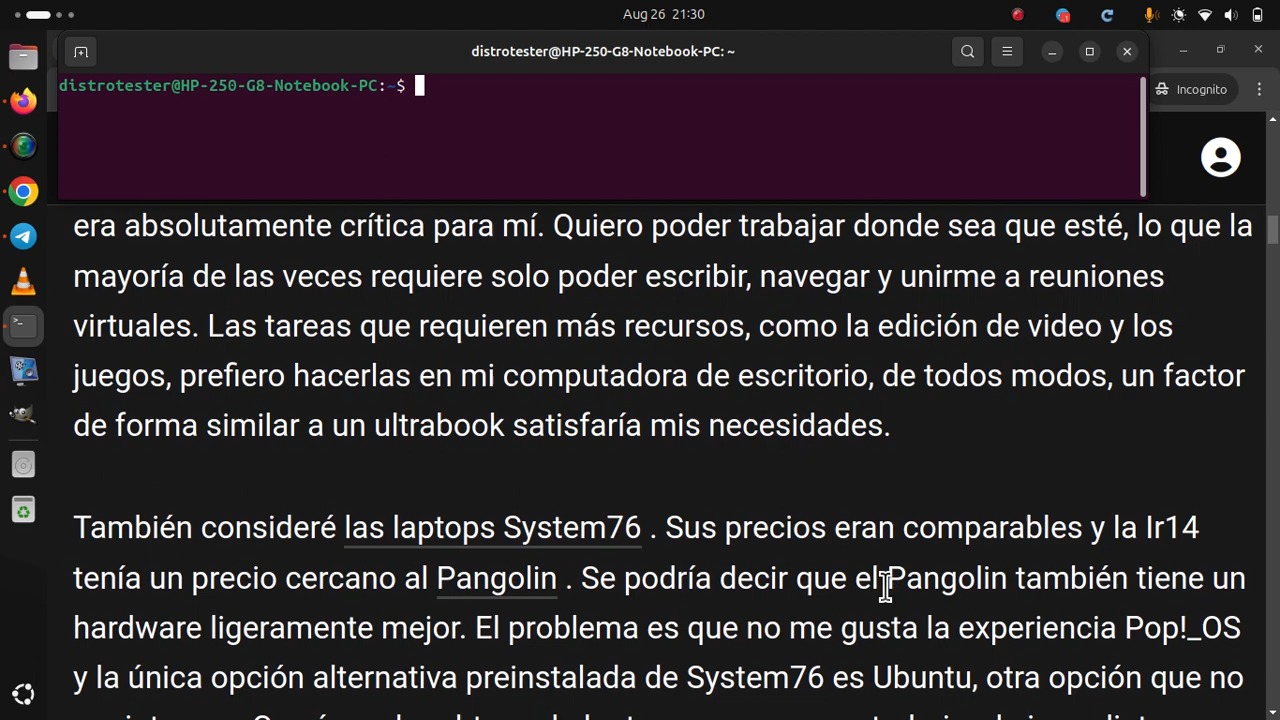 Aug 26 21:30
distrotester@HP-250-G8-Notebook-PC: ~
distrotester@HP-250-G8-Notebook-PC:~$
Incognito
era absolutamente crítica para mí. Quiero poder trabajar donde sea que esté, lo que la
mayoría de las veces requiere solo poder escribir, navegar y unirme a reuniones
virtuales. Las tareas que requieren más recursos, como la edición de video y los
juegos, prefiero hacerlas en mi computadora de escritorio, de todos modos, un factor
de forma similar a un ultrabook satisfaría mis necesidades.
También consideré las laptops System76 . Sus precios eran comparables y la Ir14
tenía un precio cercano al Pangolin . Se podría decir que el Pangolin también tiene un
hardware ligeramente mejor. El problema es que no me gusta la experiencia Pop!_OS
y la única opción alternativa preinstalada de System76 es Ubuntu, otra opción que no